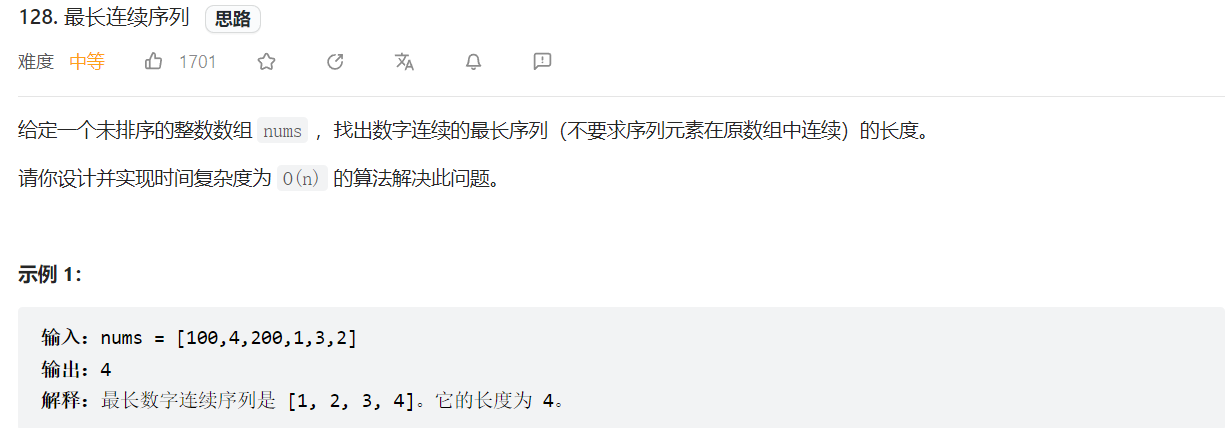 128. 最长连续序列 思路
难度 中等 1701
给定一个未排序的整数数组 nums ，找出数字连续的最长序列（不要求序列元素在原数组中连续）的长度。
请你设计并实现时间复杂度为 O(n) 的算法解决此问题。
示例 1：
输入：nums = [100,4,200,1,3,2]
输出：4
解释：最长数字连续序列是 [1, 2, 3, 4]。它的长度为 4。